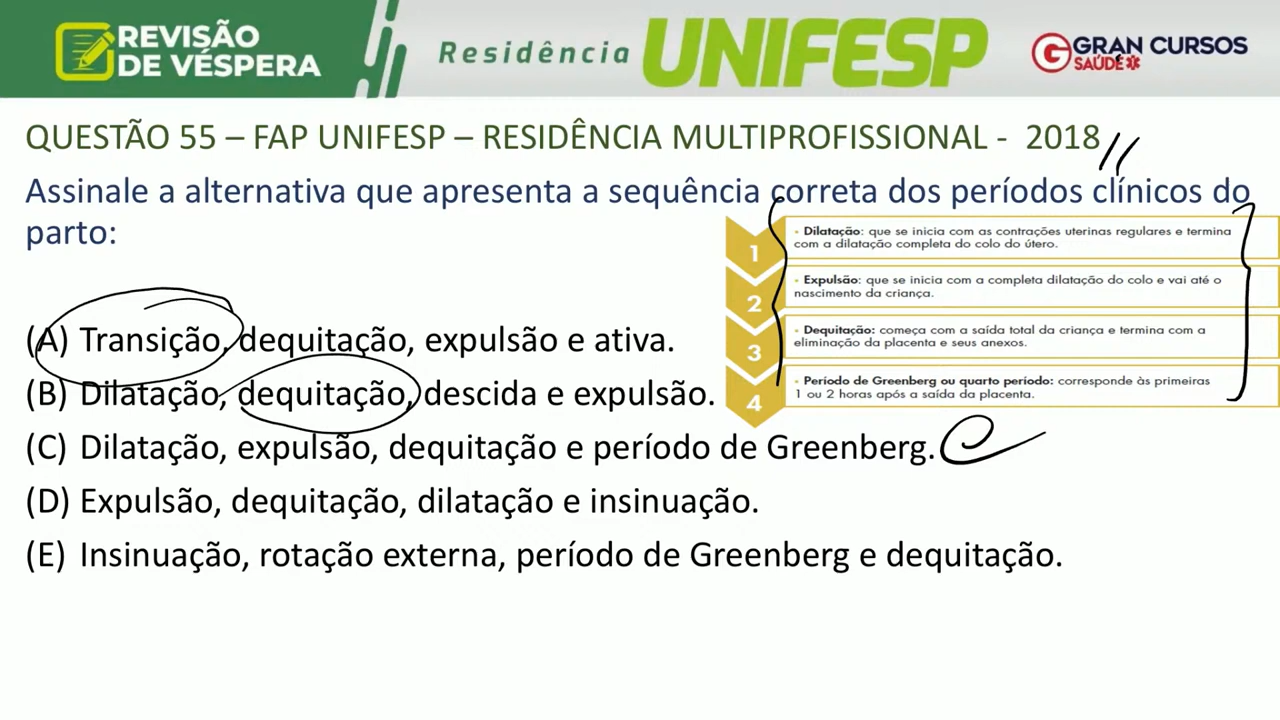 REVISÃO
DE VÉSPERA
Residência UNIFESP
GRAN CURSOS
SAÚDE
QUESTÃO 55 – FAP UNIFESP – RESIDÊNCIA MULTIPROFISSIONAL - 2018
Assinale a alternativa que apresenta a sequência correta dos períodos clínicos do
parto:
1
• Dilatação: que se inicia com as contrações uterinas regulares e termina
com a dilatação completa do colo do útero.
2
• Expulsão: que se inicia com a completa dilatação do colo e vai até o
nascimento da criança.
3
• Dequitação: começa com a saída total da criança e termina com a
eliminação da placenta e seus anexos.
4
• Período de Greenberg ou quarto período: corresponde às primeiras
1 ou 2 horas após a saída da placenta.
(A) Transição, dequitação, expulsão e ativa.
(B) Dilatação, dequitação, descida e expulsão.
(C) Dilatação, expulsão, dequitação e período de Greenberg.
(D) Expulsão, dequitação, dilatação e insinuação.
(E) Insinuação, rotação externa, período de Greenberg e dequitação.